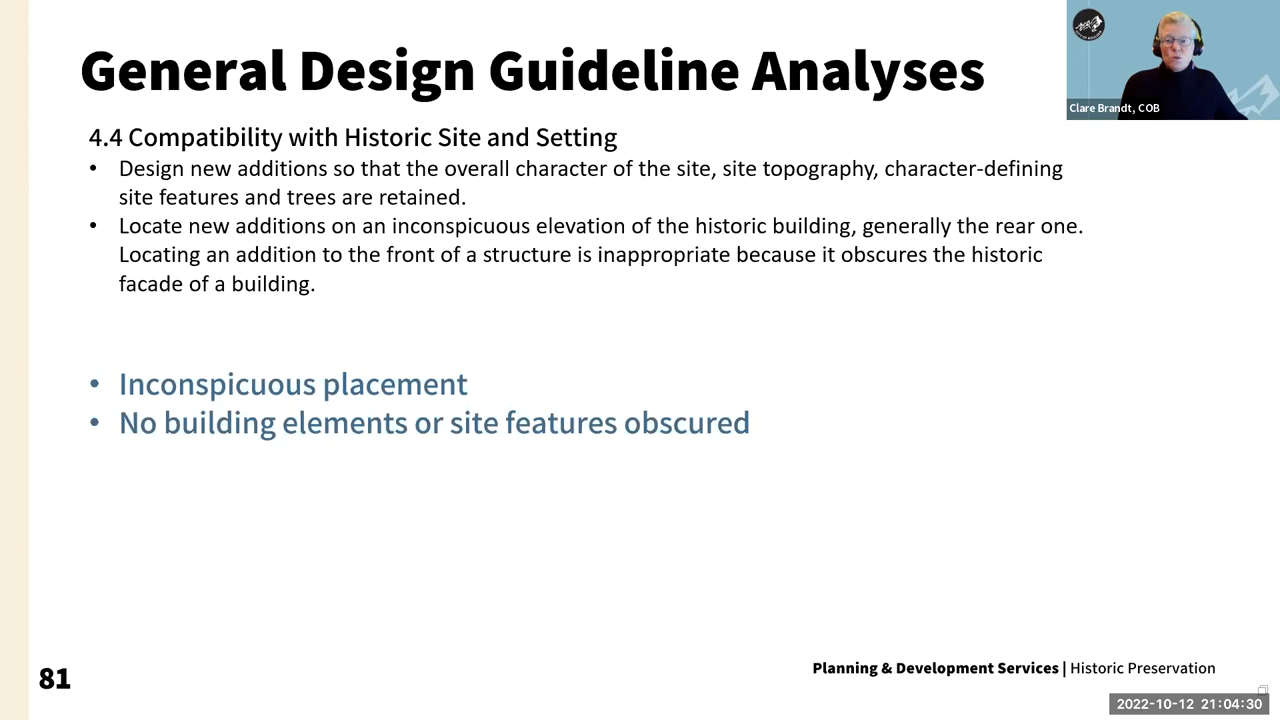 General Design Guideline Analyses
Clare Brandt, COB
4.4 Compatibility with Historic Site and Setting
• Design new additions so that the overall character of the site, site topography, character-defining
site features and trees are retained.
• Locate new additions on an inconspicuous elevation of the historic building, generally the rear one.
Locating an addition to the front of a structure is inappropriate because it obscures the historic
facade of a building.
• Inconspicuous placement
• No building elements or site features obscured
Planning & Development Services | Historic Preservation
81
2022-10-12 21:04:30